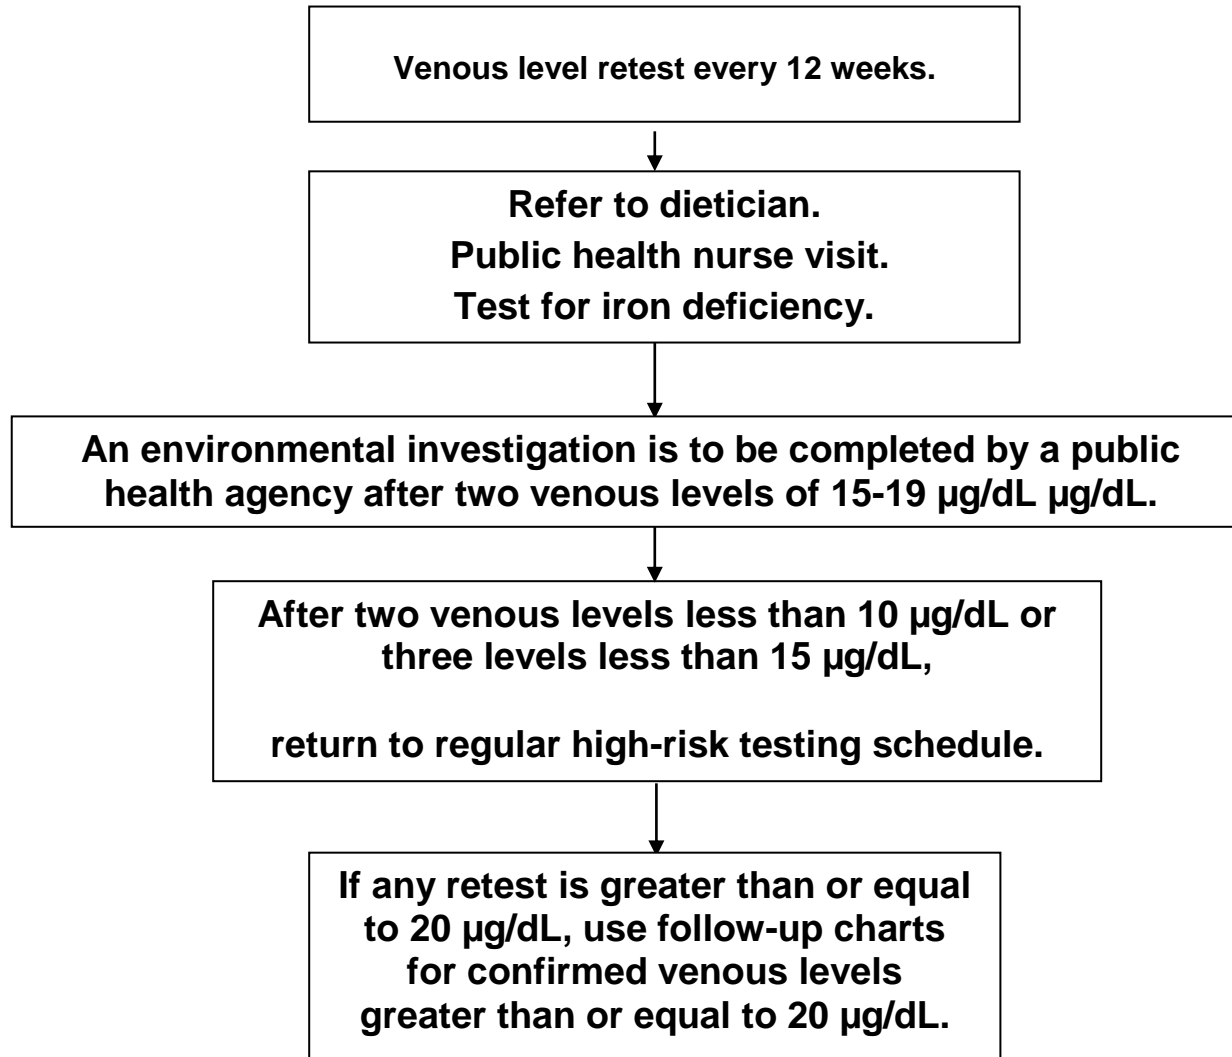 Venous level retest every 12 weeks.
Refer to dietician.
Public health nurse visit.
Test for iron deficiency.
An environmental investigation is to be completed by a public
health agency after two venous levels of 15-19 µg/dL µg/dL.
After two venous levels less than 10 µg/dL or
three levels less than 15 µg/dL,
return to regular high-risk testing schedule.
If any retest is greater than or equal
to 20 µg/dL, use follow-up charts
for confirmed venous levels
greater than or equal to 20 µg/dL.